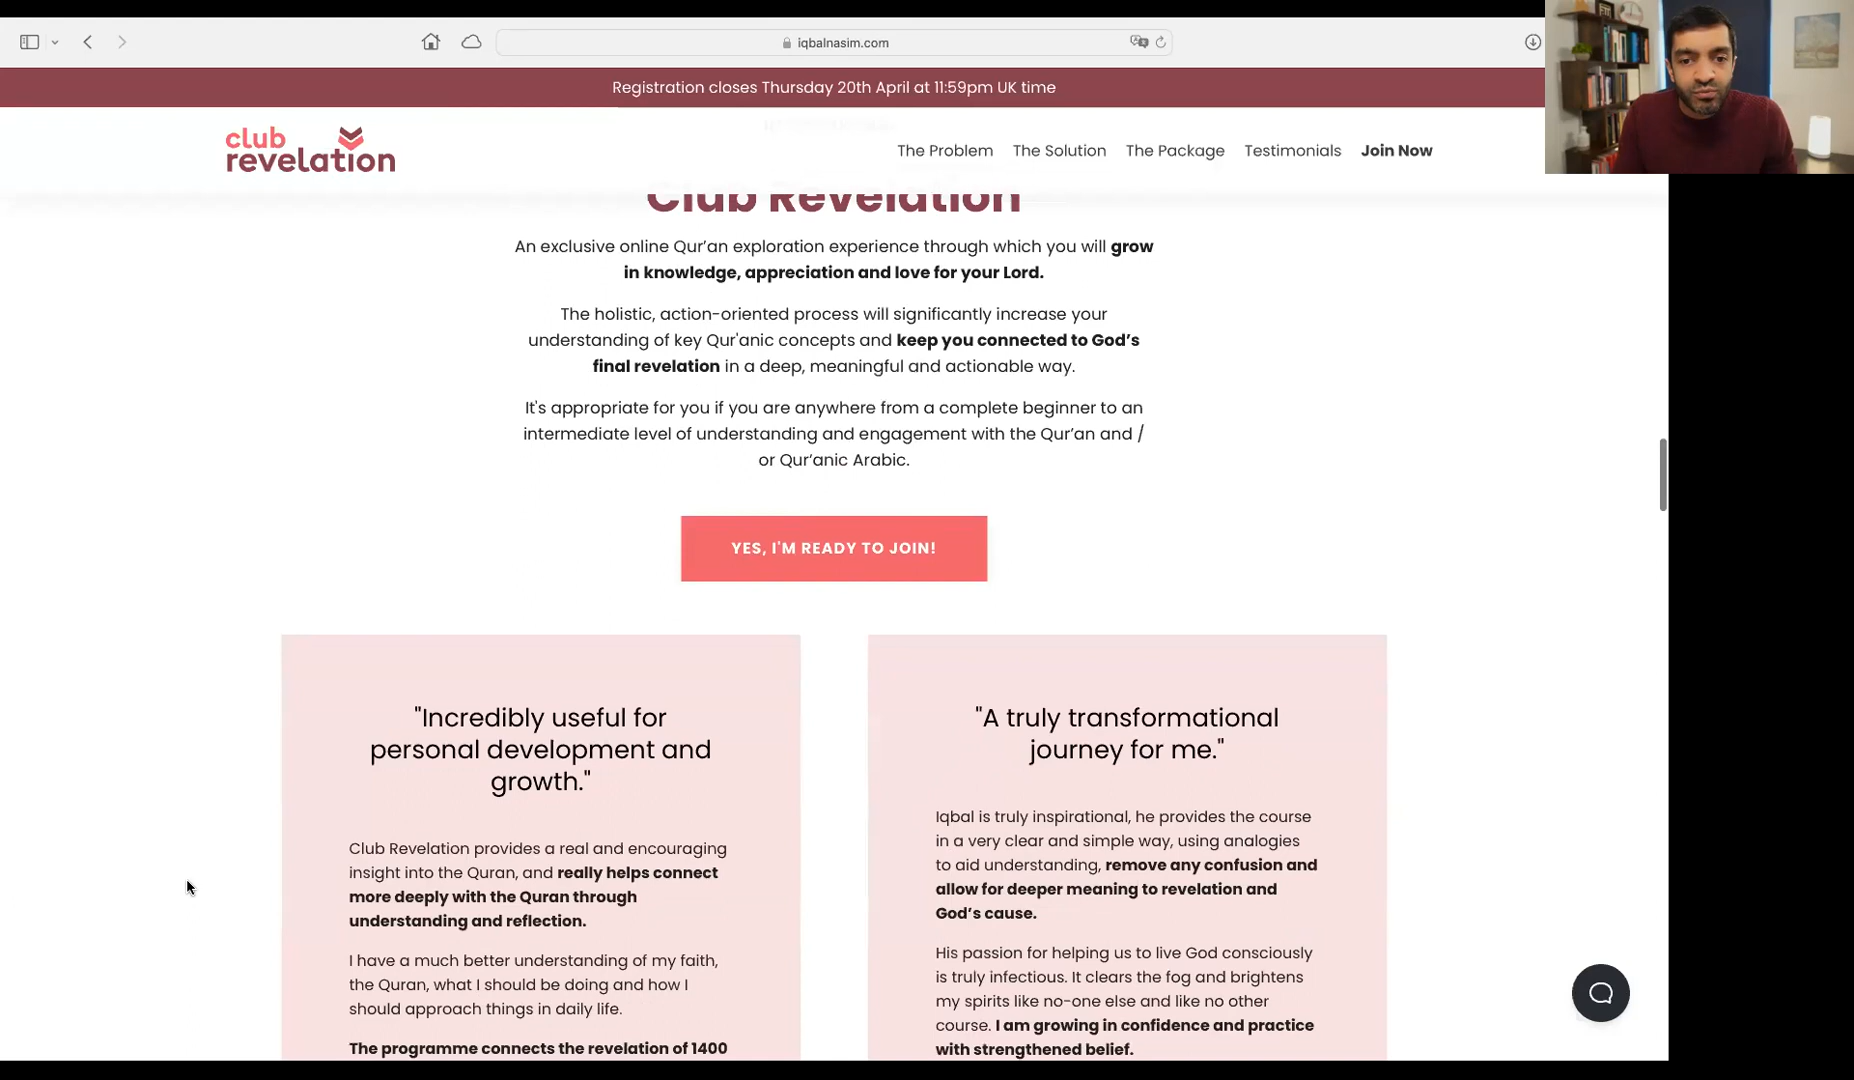 iqbalnasim.com
Registration closes Thursday 20th April at 11:59pm UK time
club
revelation
The Problem
The Solution
The Package
Testimonials
Join Now
Club Revelation
An exclusive online Qur’an exploration experience through which you will grow
in knowledge, appreciation and love for your Lord.
The holistic, action-oriented process will significantly increase your
understanding of key Qur'anic concepts and keep you connected to God’s
final revelation in a deep, meaningful and actionable way.
It's appropriate for you if you are anywhere from a complete beginner to an
intermediate level of understanding and engagement with the Qur’an and /
or Qur’anic Arabic.
YES, I'M READY TO JOIN!
"Incredibly useful for
personal development and
growth."
Club Revelation provides a real and encouraging
insight into the Quran, and really helps connect
more deeply with the Quran through
understanding and reflection.
I have a much better understanding of my faith,
the Quran, what I should be doing and how I
should approach things in daily life.
The programme connects the revelation of 1400
"A truly transformational
journey for me."
Iqbal is truly inspirational, he provides the course
in a very clear and simple way, using analogies
to aid understanding, remove any confusion and
allow for deeper meaning to revelation and
God’s cause.
His passion for helping us to live God consciously
is truly infectious. It clears the fog and brightens
my spirits like no-one else and like no other
course. I am growing in confidence and practice
with strengthened belief.